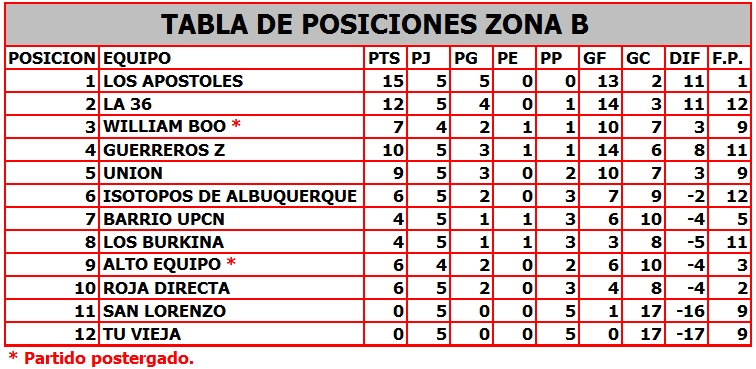 TABLA DE POSICIONES ZONA B
POSICION EQUIPO PTS PJ PG PE PP GF GC DIF F.P.
1 LOS APOSTOLES 15 5 5 0 0 13 2 11 1
2 LA 36 12 5 4 0 1 14 3 11 12
3 WILLIAM BOO * 7 4 2 1 1 10 7 3 9
4 GUERREROS Z 10 5 3 1 1 14 6 8 11
5 UNION 9 5 3 0 2 10 7 3 9
6 ISOTOPOS DE ALBUQUERQUE 6 5 2 0 3 7 9 -2 12
7 BARRIO UPCN 4 5 1 1 3 6 10 -4 5
8 LOS BURKINA 4 5 1 1 3 3 8 -5 11
9 ALTO EQUIPO * 6 4 2 0 2 6 10 -4 3
10 ROJA DIRECTA 6 5 2 0 3 4 8 -4 2
11 SAN LORENZO 0 5 0 0 5 1 17 -16 9
12 TU VIEJA 0 5 0 0 5 0 17 -17 9
* Partido postergado.